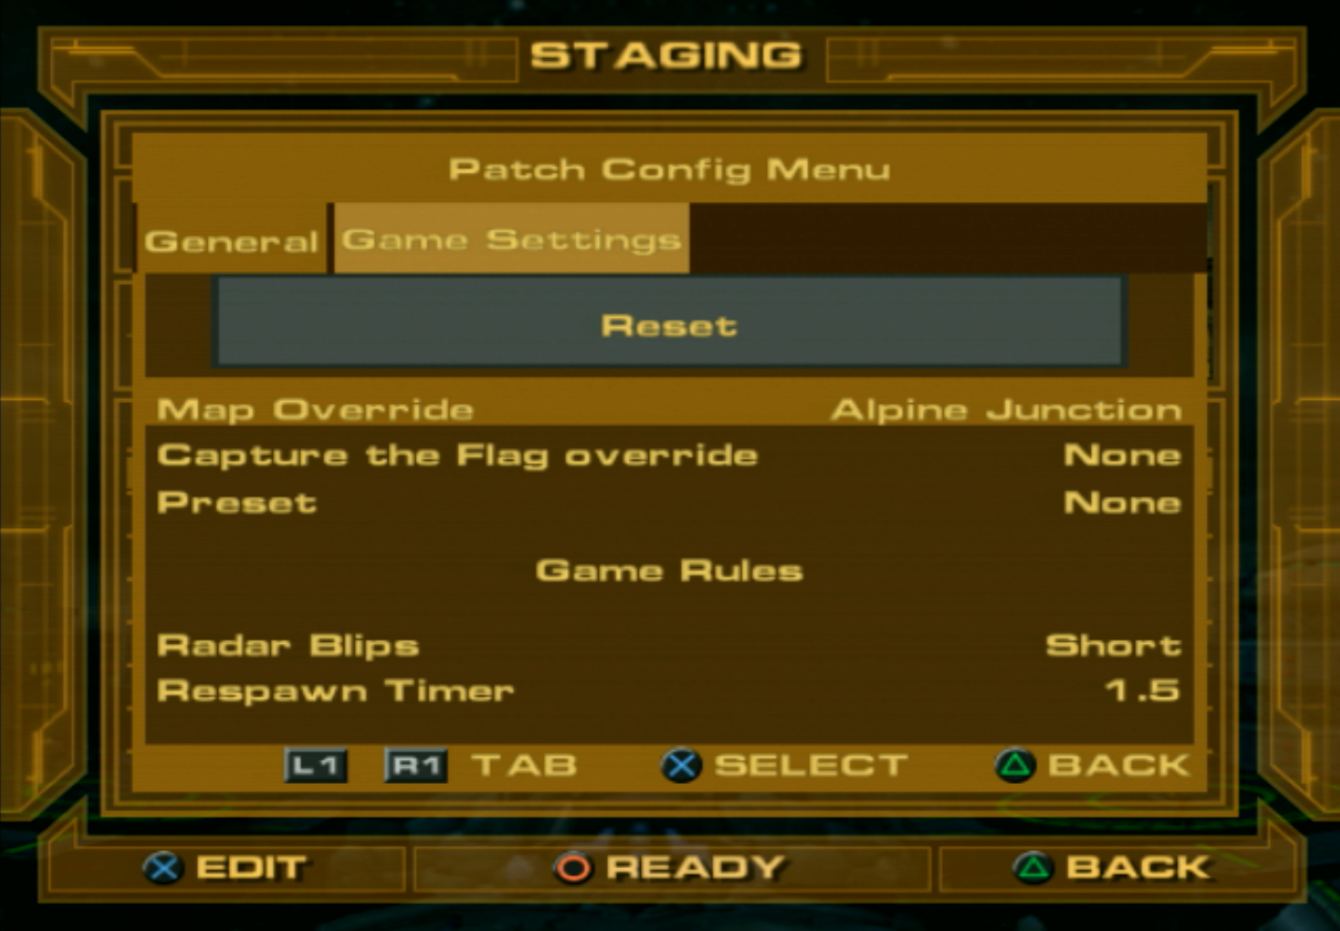 STAGING
Patch Config Menu
General Game Settings
Reset
Map Override Alpine Junction
Capture the Flag override None
Preset None
Game Rules
Radar Blips Short
Respawn Timer 1.5
L1 R1 TAB SELECT BACK
EDIT READY BACK